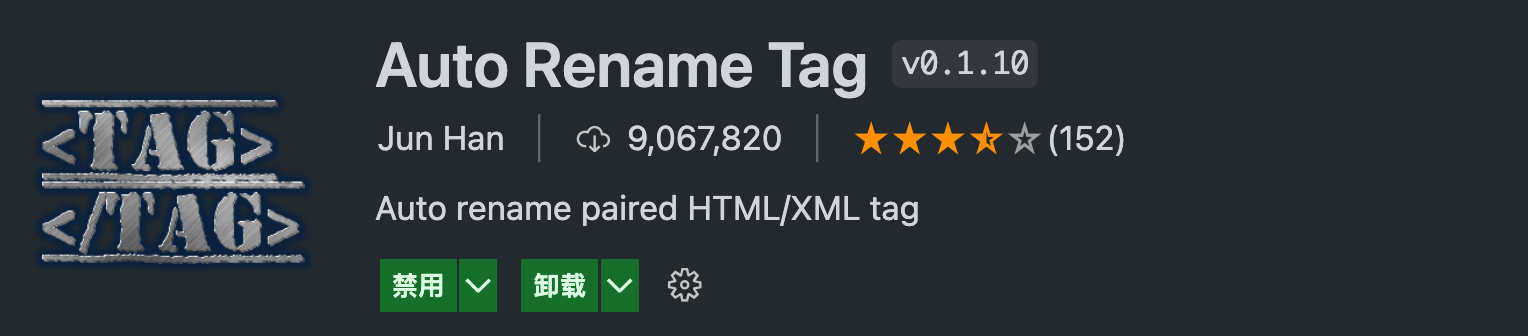 <TAG>
</TAG>
Auto Rename Tag v0.1.10
Jun Han 9,067,820 (152)
Auto rename paired HTML/XML tag
禁用 卸载